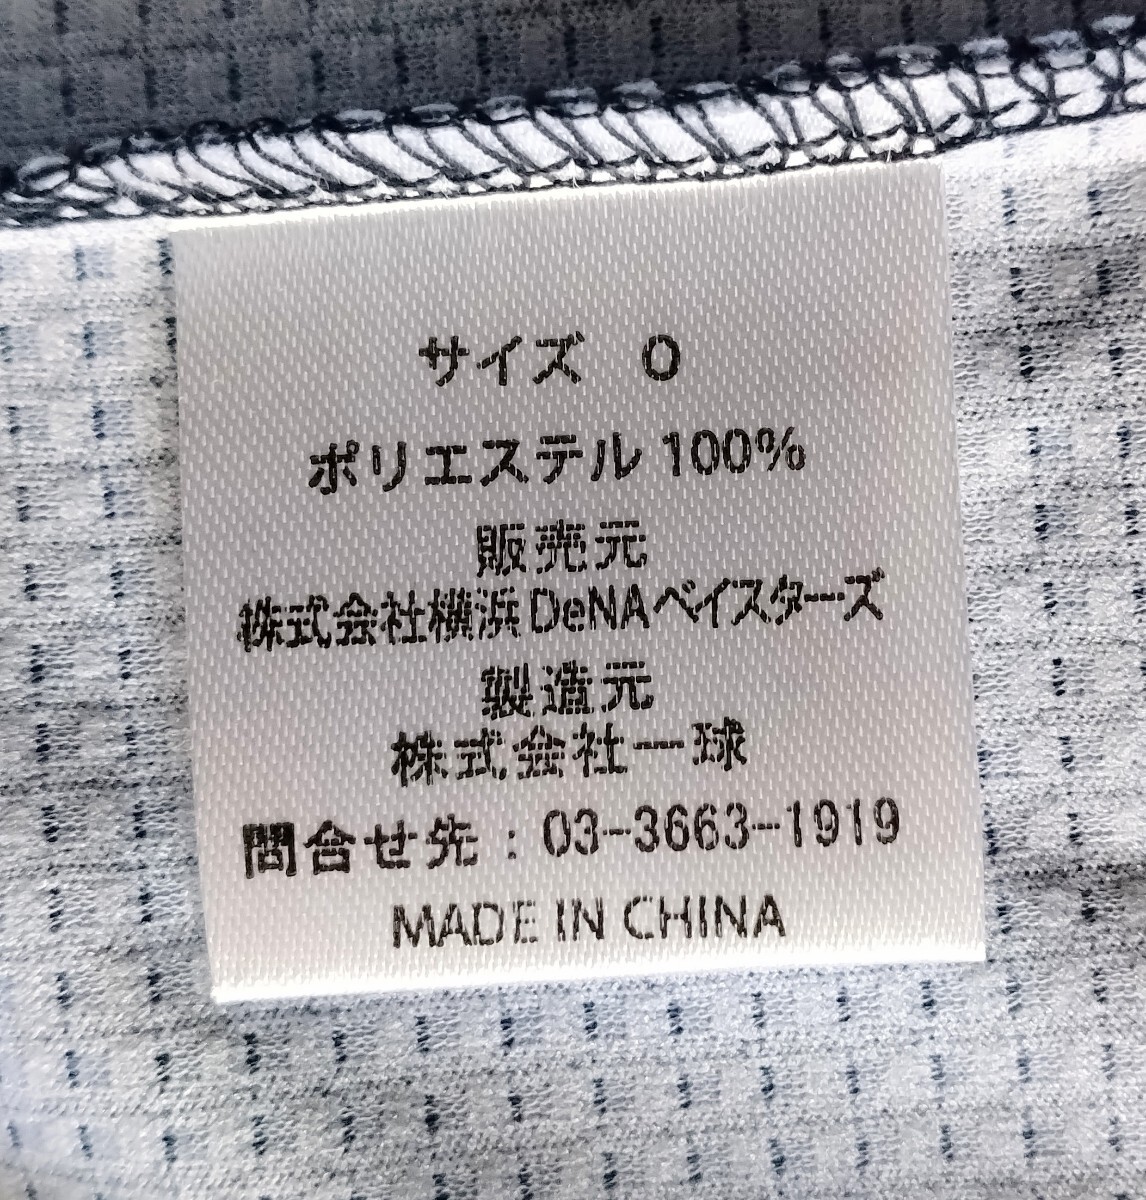 サイズ　O
ポリエステル 100%
販売元
株式会社横浜DeNAベイスターズ
製造元
株式会社一球
問合せ先：03-3663-1919
MADE IN CHINA